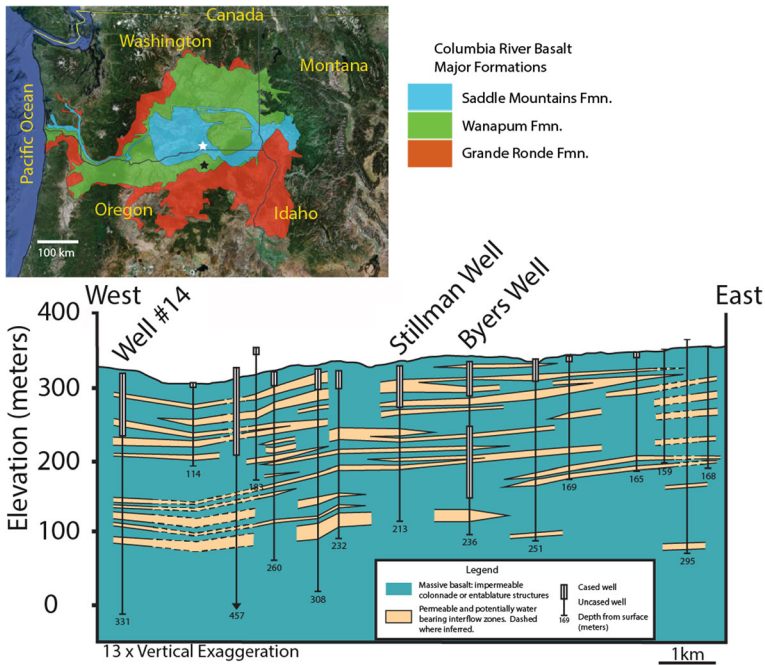 Canada
Washington
Montana
Pacific Ocean
Oregon
Idaho
100 km
Columbia River Basalt
Major Formations
Saddle Mountains Fmn.
Wanapum Fmn.
Grande Ronde Fmn.
West
East
Well #14
Stillman Well
Byers Well
Elevation (meters)
400
300
200
100
0
331
114
457
183
260
308
232
213
236
251
169
165
159
295
168
Legend
Massive basalt: impermeable
colonnade or entablature structures
Permeable and potentially water
bearing interflow zones. Dashed
where inferred.
Cased well
Uncased well
169
Depth from surface
(meters)
13 x Vertical Exaggeration
1km